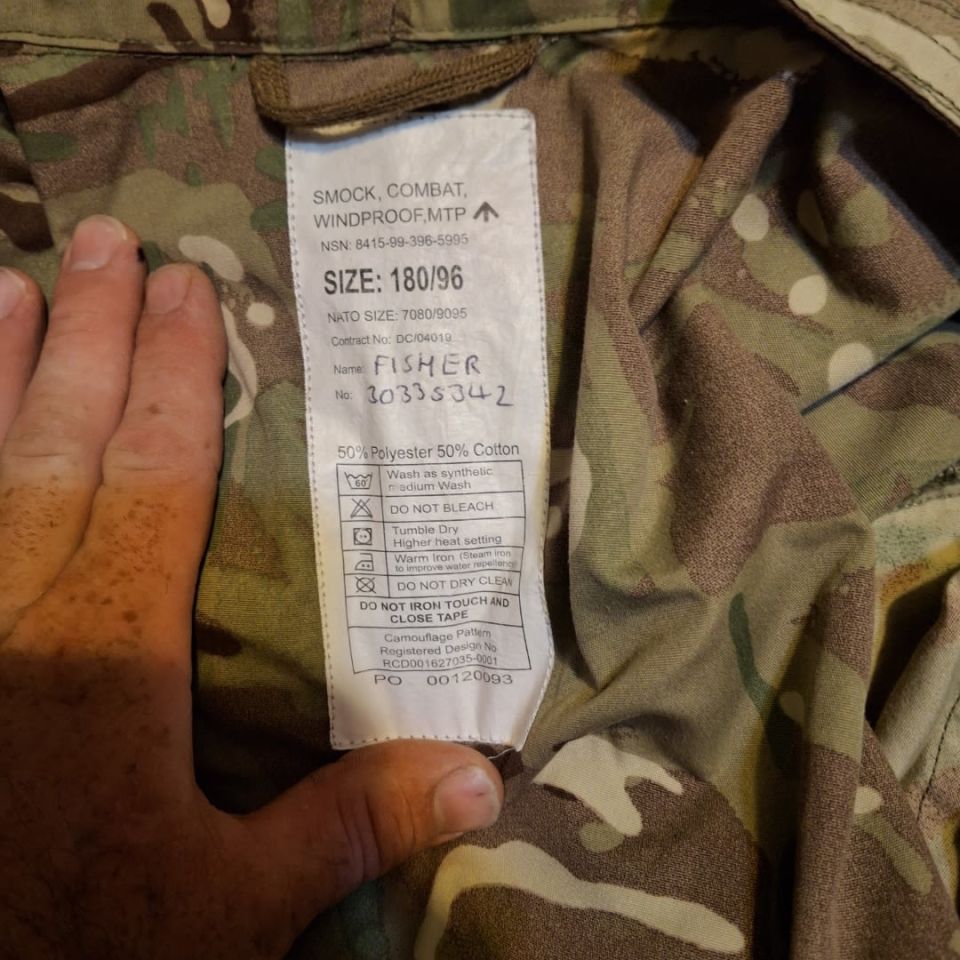 SMOCK, COMBAT,
WINDPROOF,MTP
NSN: 8415-99-396-5995
SIZE: 180/96
NATO SIZE: 7080/9095
Contract No: DC/04019
Name: FISHER
No: 30335342
50% Polyester 50% Cotton
60
Wash as synthetic
medium Wash
DO NOT BLEACH
Tumble Dry
Higher heat setting
Warm Iron (Steam iron
to improve water repellency)
DO NOT DRY CLEAN
DO NOT IRON TOUCH AND
CLOSE TAPE
Camouflage Pattern
Registered Design No
RCD001627035-0001
PO 00120093